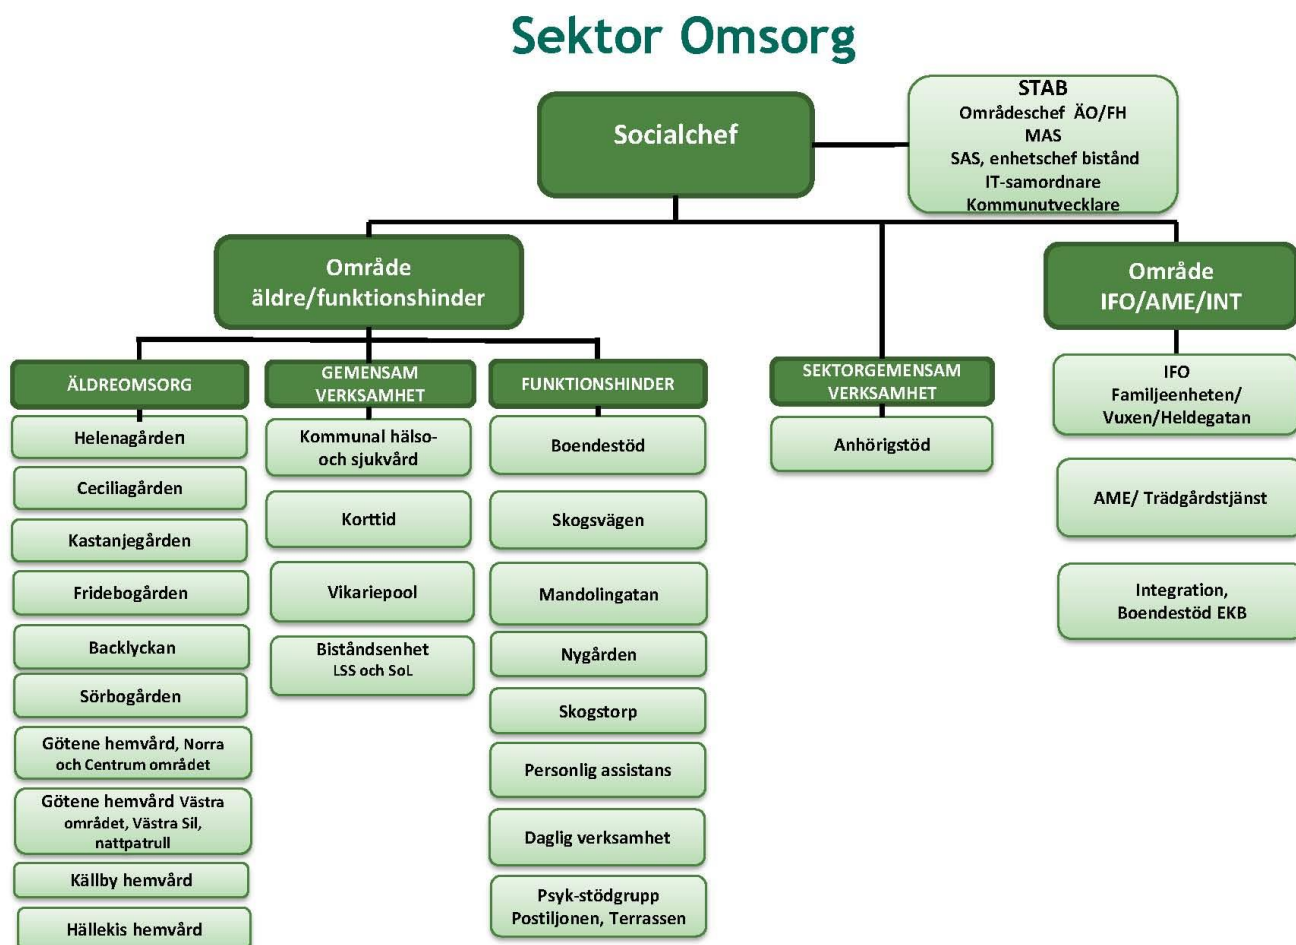 Sektor Omsorg
Socialchef
STAB
Områdeschef ÄO/FH
MAS
SAS, enhetschef bistånd
IT-samordnare
Kommunutvecklare
Område
äldre/funktionshinder
Område
IFO/AME/INT
ÄLDREOMSORG
Helenagården
Ceciliagården
Kastanjegården
Fridebogården
Backlyckan
Sörbogården
Götene hemvård, Norra
och Centrum området
Götene hemvård Västra
området, Västra Sil,
nattpatrull
Källby hemvård
Hällekis hemvård
GEMENSAM
VERKSAMHET
Kommunal hälso-
och sjukvård
Korttid
Vikariepool
Biståndsenhet
LSS och SoL
FUNKTIONSHINDER
Boendestöd
Skogsvägen
Mandolingatan
Nygården
Skogstorp
Personlig assistans
Daglig verksamhet
Psyk-stödgrupp
Postiljonen, Terrassen
SEKTORGEMENSAM
VERKSAMHET
Anhörigstöd
IFO
Familjeenheten/
Vuxen/Heldegatan
AME/ Trädgårdstjänst
Integration,
Boendestöd EKB